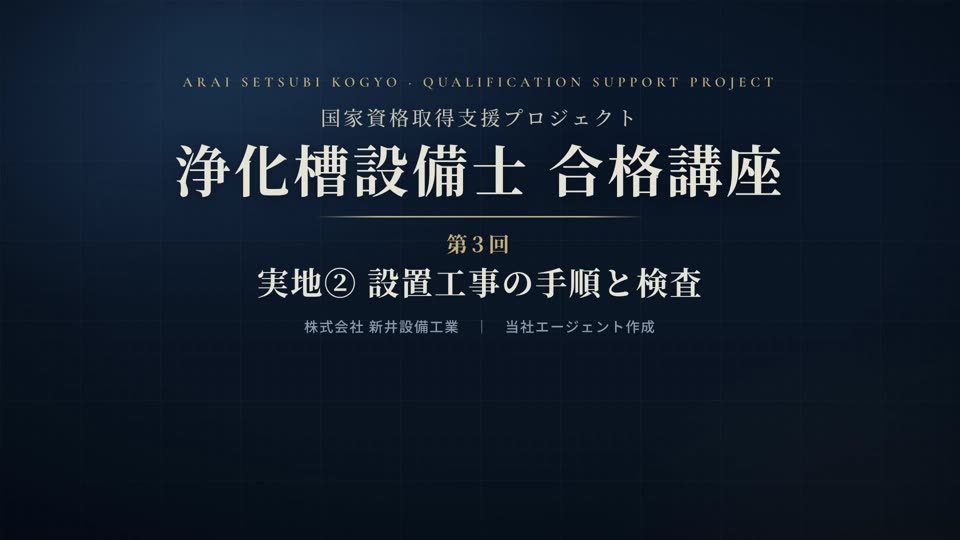 ARAI SETSUBI KOGYO · QUALIFICATION SUPPORT PROJECT
国家資格取得支援プロジェクト
浄化槽設備士 合格講座
第3回
実地② 設置工事の手順と検査
株式会社 新井設備工業 | 当社エージェント作成